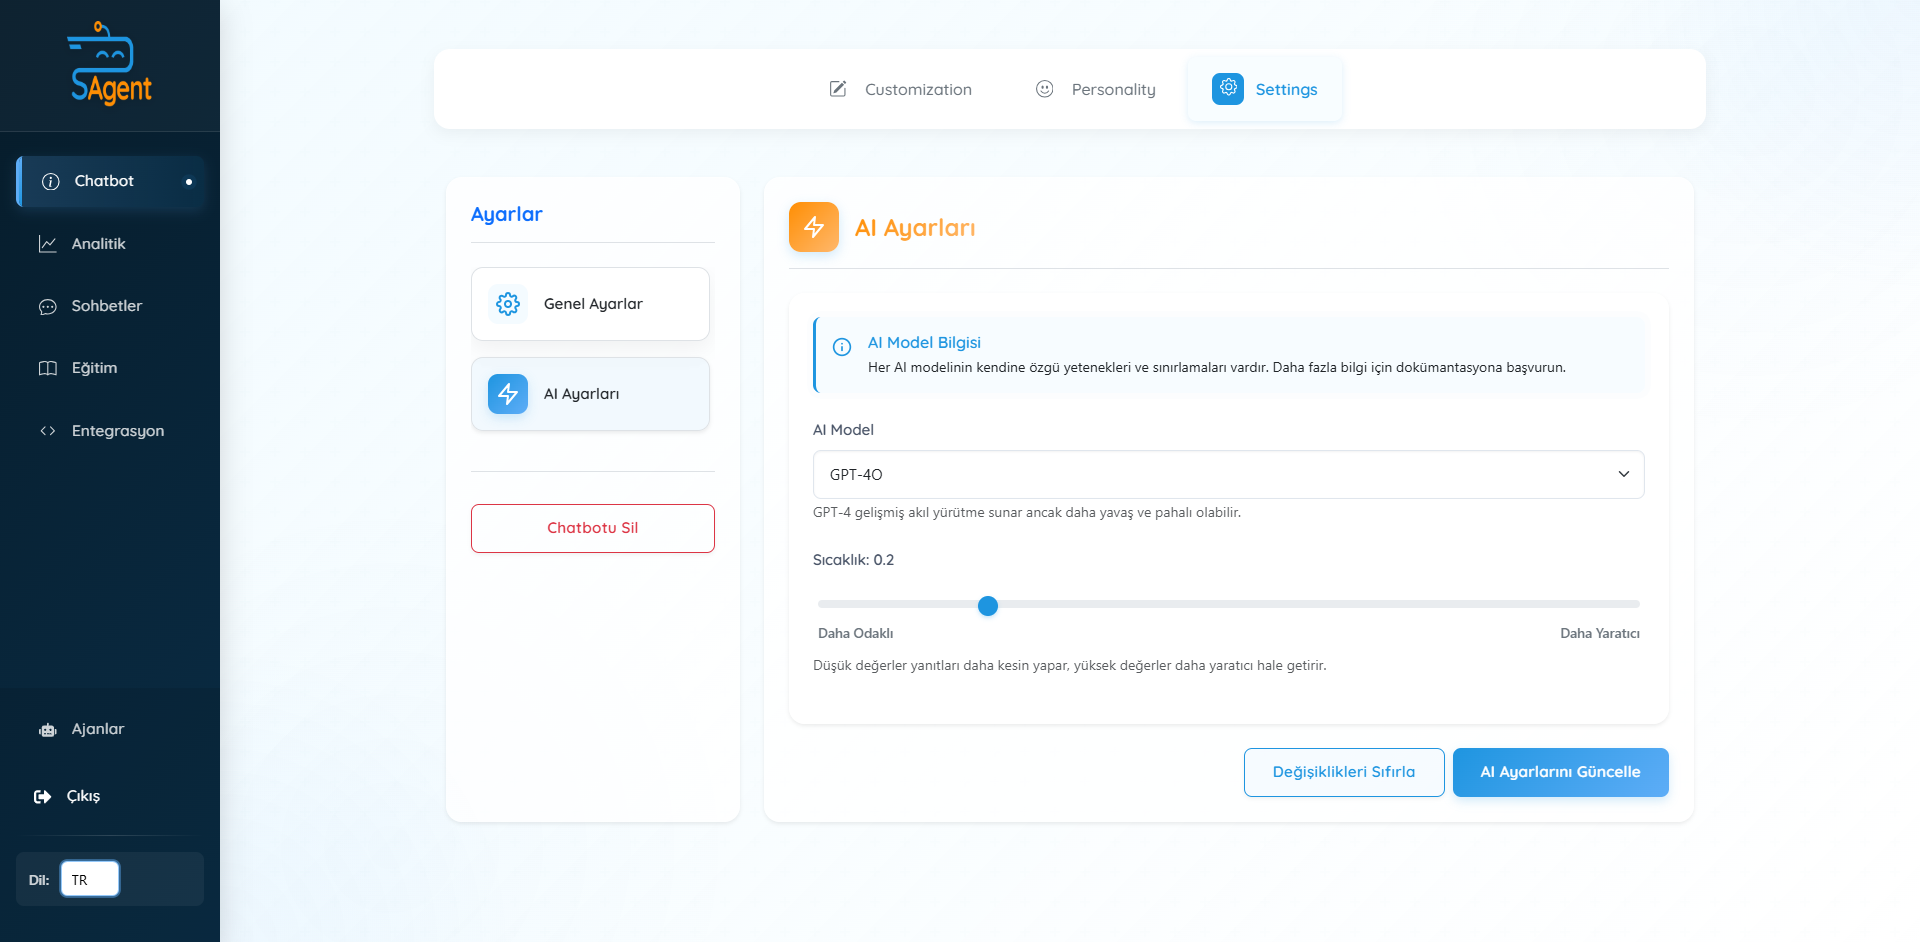 SAgent
Chatbot
Analitik
Sohbetler
Eğitim
Entegrasyon
Ajanlar
Çıkış
Dil: TR
Customization
Personality
Settings
Ayarlar
Genel Ayarlar
AI Ayarları
Chatbotu Sil
AI Ayarları
AI Model Bilgisi
Her AI modelinin kendine özgü yetenekleri ve sınırlamaları vardır. Daha fazla bilgi için dokümantasyona başvurun.
AI Model
GPT-4O
GPT-4 gelişmiş akıl yürütme sunar ancak daha yavaş ve pahalı olabilir.
Sıcaklık: 0.2
Daha Odaklı
Daha Yaratıcı
Düşük değerler yanıtları daha kesin yapar, yüksek değerler daha yaratıcı hale getirir.
Değişiklikleri Sıfırla
AI Ayarlarını Güncelle